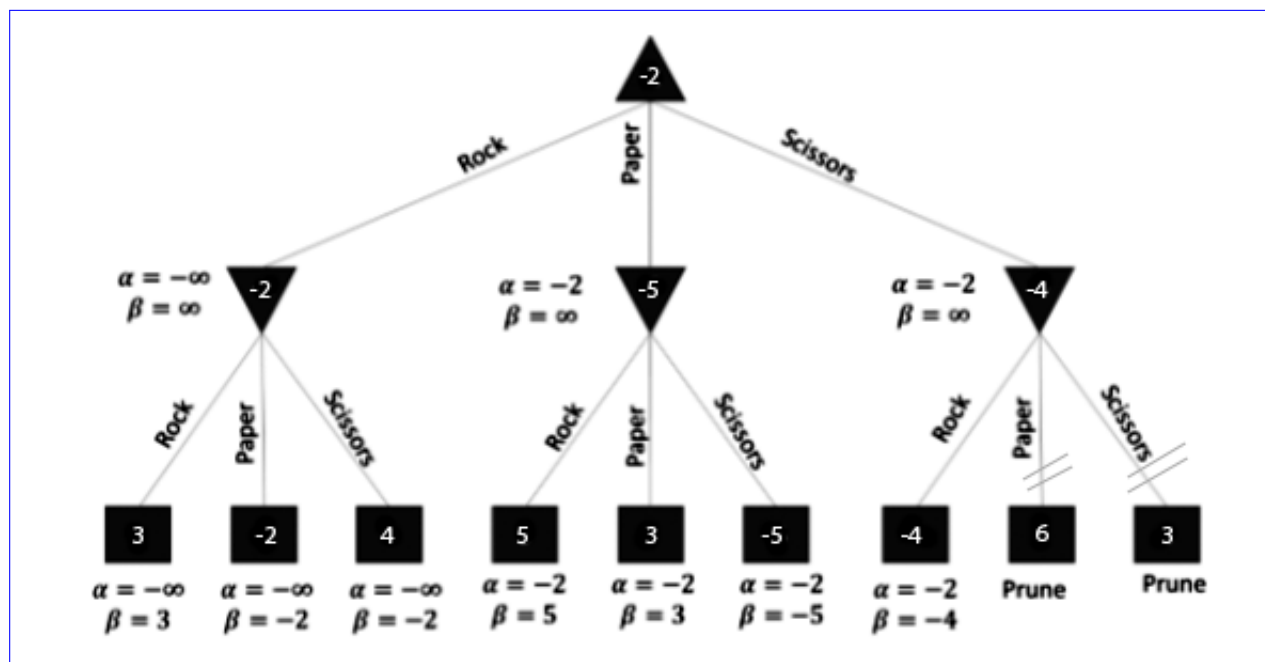 -2
Rock
Paper
Scissors
α = −∞
β = ∞
-2
α = −2
β = ∞
-5
α = −2
β = ∞
-4
Rock
Paper
Scissors
Rock
Paper
Scissors
Rock
Paper
Scissors
3
-2
4
5
3
-5
-4
6
3
α = −∞
β = 3
α = −∞
β = −2
α = −∞
β = −2
α = −2
β = 5
α = −2
β = 3
α = −2
β = −5
α = −2
β = −4
Prune
Prune